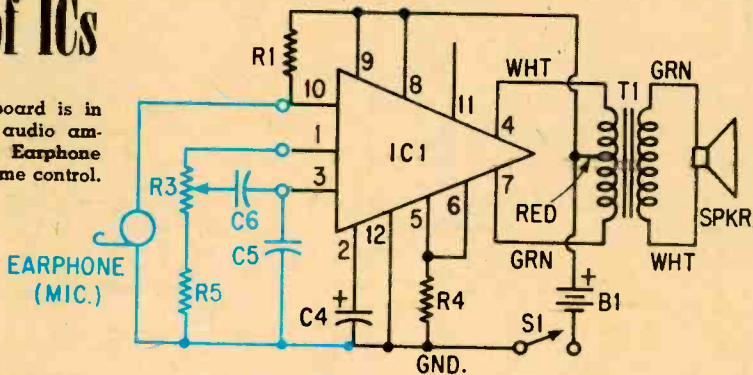 of ICs
board is in
audio am-
Earphone
me control.
R1
9
8
10
11
WHT
T1
GRN
4
1
IC1
R3
3
7
C6
5
6
RED
SPKR
2
12
C5
GRN
WHT
EARPHONE
(MIC.)
R5
C4
+
R4
+
B1
S1
GND.